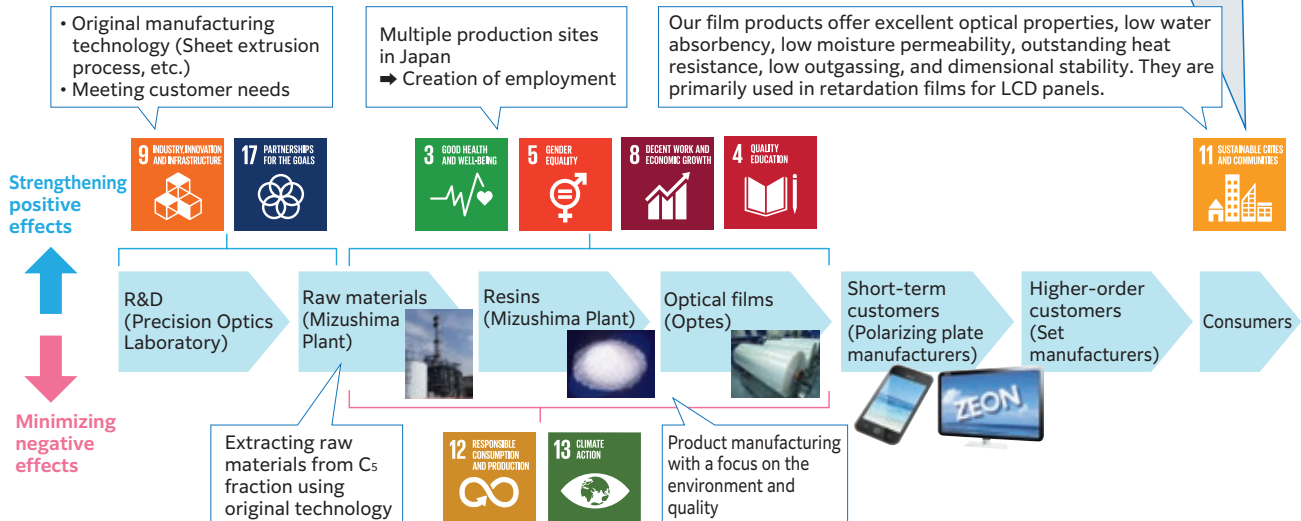 • Original manufacturing
technology (Sheet extrusion
process, etc.)
• Meeting customer needs
Multiple production sites
in Japan
➡ Creation of employment
Our film products offer excellent optical properties, low water
absorbency, low moisture permeability, outstanding heat
resistance, low outgassing, and dimensional stability. They are
primarily used in retardation films for LCD panels.
9 INDUSTRY, INNOVATION
AND INFRASTRUCTURE
17 PARTNERSHIPS
FOR THE GOALS
3 GOOD HEALTH
AND WELL-BEING
5 GENDER
EQUALITY
8 DECENT WORK AND
ECONOMIC GROWTH
4 QUALITY
EDUCATION
11 SUSTAINABLE CITIES
AND COMMUNITIES
Strengthening
positive
effects
R&D
(Precision Optics
Laboratory)
Raw materials
(Mizushima
Plant)
Resins
(Mizushima Plant)
Optical films
(Optes)
Short-term
customers
(Polarizing plate
manufacturers)
Higher-order
customers
(Set
manufacturers)
Consumers
ZEON
Minimizing
negative
effects
Extracting raw
materials from C₅
fraction using
original technology
12 RESPONSIBLE
CONSUMPTION
AND PRODUCTION
13 CLIMATE
ACTION
Product manufacturing
with a focus on the
environment and
quality